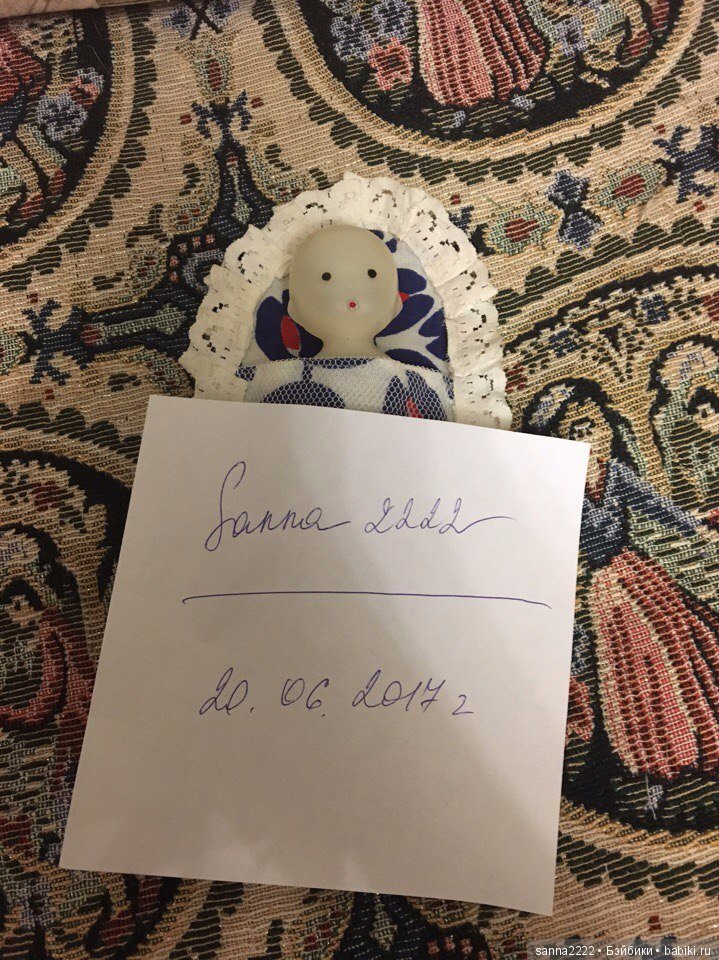 Sanna 2222
20.06.2017 г
sanna2222 • Бэйбики • babiki.ru